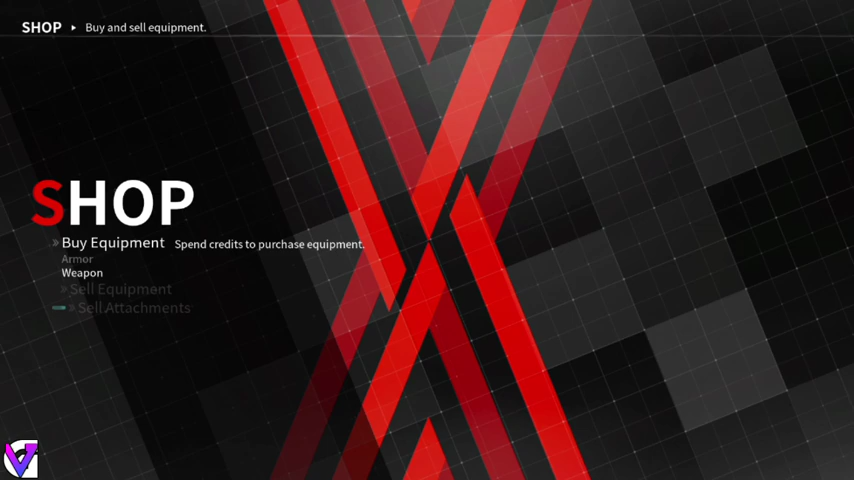 SHOP ▸ Buy and sell equipment.
SHOP
» Buy Equipment Spend credits to purchase equipment.
Armor
Weapon
» Sell Equipment
» Sell Attachments